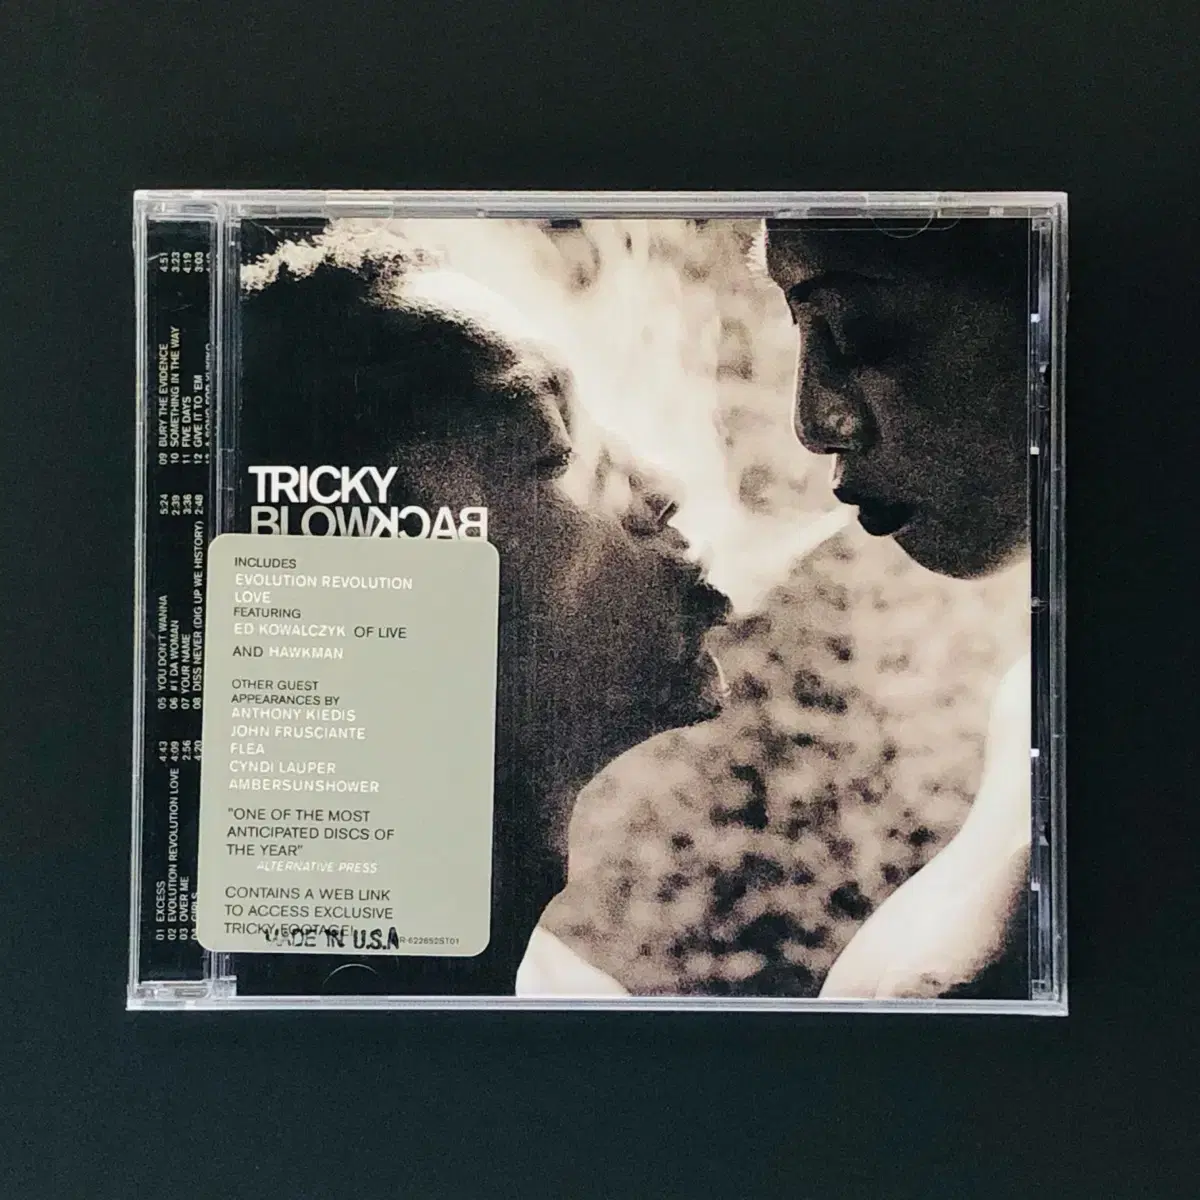 TRICKY
BLOWBACK
INCLUDES
EVOLUTION REVOLUTION
LOVE
FEATURING
ED KOWALCZYK OF LIVE
AND HAWKMAN
OTHER GUEST
APPEARANCES BY
ANTHONY KIEDIS
JOHN FRUSCIANTE
FLEA
CYNDI LAUPER
AMBERSUNSHOWER
"ONE OF THE MOST
ANTICIPATED DISCS OF
THE YEAR"
ALTERNATIVE PRESS
CONTAINS A WEB LINK
TO ACCESS EXCLUSIVE
TRICKY FOOTAGE!
MADE IN U.S.A
R-622852ST01
01 EXCESS 4:43
02 EVOLUTION REVOLUTION LOVE 4:09
03 OVER ME 2:56
04 GIRLS 4:20
05 YOU DON'T WANNA 5:24
06 #1 DA WOMAN 2:39
07 YOUR NAME 3:36
08 DISS NEVER (DIG UP WE HISTORY) 2:48
09 BURY THE EVIDENCE 4:51
10 SOMETHING IN THE WAY 3:23
11 FIVE DAYS 4:19
12 GIVE IT TO 'EM 3:03